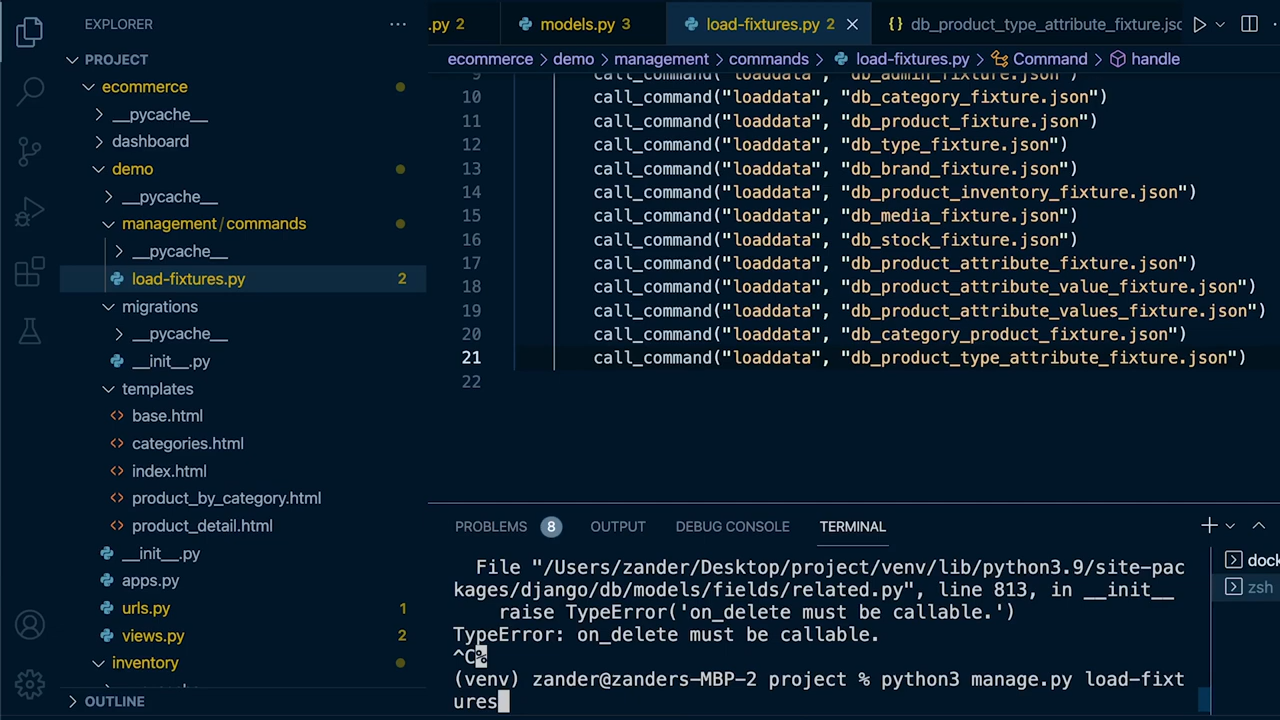 EXPLORER
PROJECT
ecommerce
__pycache__
dashboard
demo
__pycache__
management/commands
__pycache__
load-fixtures.py 2
migrations
__pycache__
__init__.py
templates
base.html
categories.html
index.html
product_by_category.html
product_detail.html
__init__.py
apps.py
urls.py 1
views.py 2
inventory
OUTLINE
.py 2 models.py 3 load-fixtures.py 2 db_product_type_attribute_fixture.jsc
ecommerce > demo > management > commands > load-fixtures.py > Command > handle
9 call_command("loaddata", "db_admin_fixture.json")
10 call_command("loaddata", "db_category_fixture.json")
11 call_command("loaddata", "db_product_fixture.json")
12 call_command("loaddata", "db_type_fixture.json")
13 call_command("loaddata", "db_brand_fixture.json")
14 call_command("loaddata", "db_product_inventory_fixture.json")
15 call_command("loaddata", "db_media_fixture.json")
16 call_command("loaddata", "db_stock_fixture.json")
17 call_command("loaddata", "db_product_attribute_fixture.json")
18 call_command("loaddata", "db_product_attribute_value_fixture.json")
19 call_command("loaddata", "db_product_attribute_values_fixture.json")
20 call_command("loaddata", "db_category_product_fixture.json")
21 call_command("loaddata", "db_product_type_attribute_fixture.json")
22
PROBLEMS 8 OUTPUT DEBUG CONSOLE TERMINAL
File "/Users/zander/Desktop/project/venv/lib/python3.9/site-pac
kages/django/db/models/fields/related.py", line 813, in __init__
raise TypeError('on_delete must be callable.')
TypeError: on_delete must be callable.
^C%
(venv) zander@zanders-MBP-2 project % python3 manage.py load-fixt
ures
dock
zsh